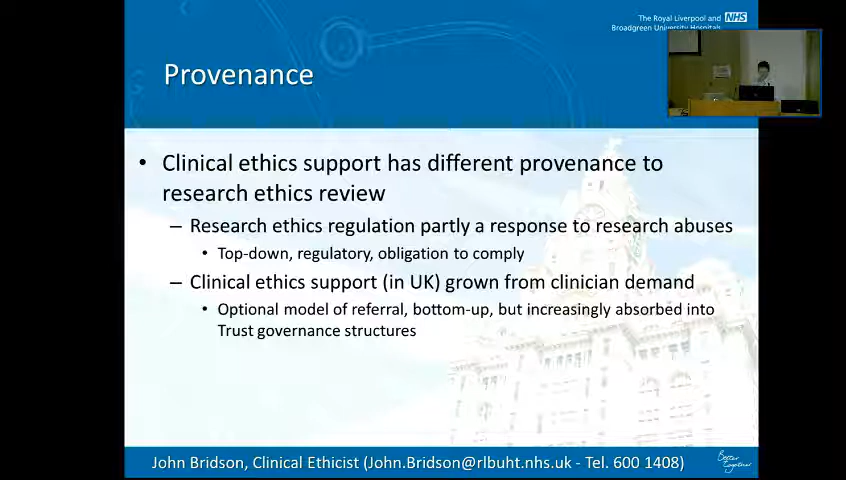 The Royal Liverpool and NHS
Broadgreen University Hospitals
Provenance
• Clinical ethics support has different provenance to
research ethics review
– Research ethics regulation partly a response to research abuses
• Top-down, regulatory, obligation to comply
– Clinical ethics support (in UK) grown from clinician demand
• Optional model of referral, bottom-up, but increasingly absorbed into
Trust governance structures
John Bridson, Clinical Ethicist (John.Bridson@rlbuht.nhs.uk - Tel. 600 1408)
Better
Together